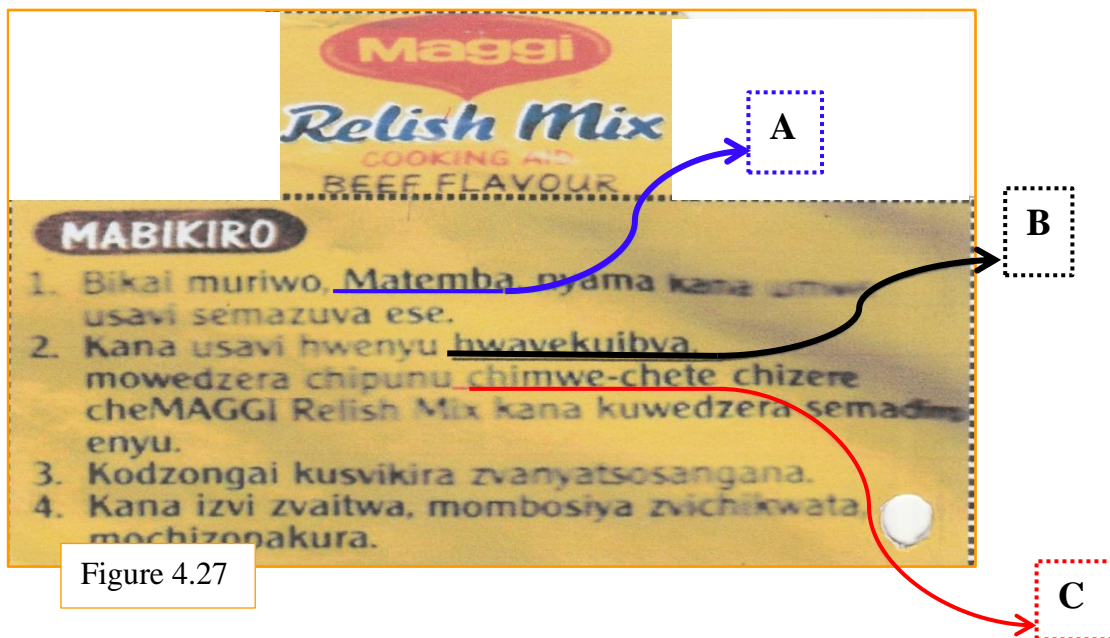 Maggi
Relish Mix
COOKING AID
BEEF FLAVOUR
A
B
MABIKIRO
1. Bikai muriwo, Matemba, nyama kana
usavi semazuva ese.
2. Kana usavi hwenyu hwavekuibva,
mowedzera chipunu chimwe-chete chizere
cheMAGGI Relish Mix kana kuwedzera
enyu.
3. Kodzongai kusvikira zvanyatsosangana.
4. Kana izvi zvaitwa, mombosiya zvichikwata,
mochizopakura.
Figure 4.27
C